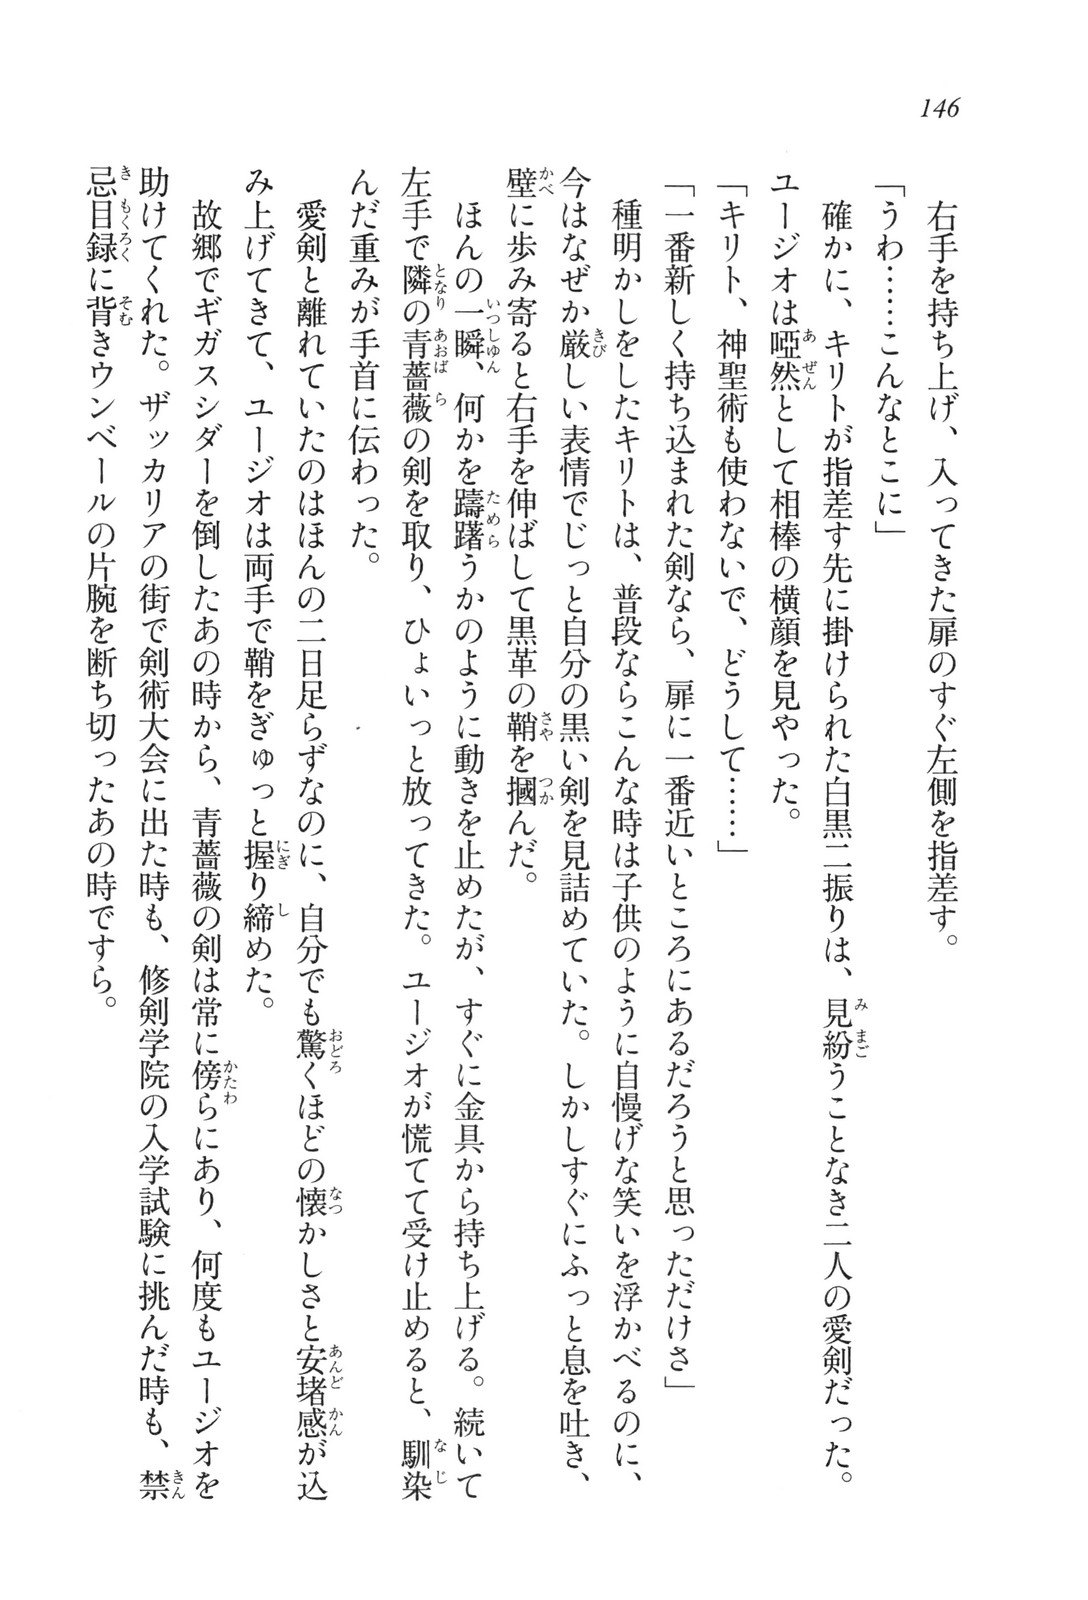 146
右手を持ち上げ、入ってきた扉のすぐ左側を指差す。
「うわ……こんなとこに」
確かに、キリトが指差す先に掛けられた白黒二振りは、見紛うことなき二人の愛剣だった。
ユージオは啞然として相棒の横顔を見やった。
「キリト、神聖術も使わないで、どうして……」
「一番新しく持ち込まれた剣なら、扉に一番近いところにあるだろうと思っただけさ」
種明かしをしたキリトは、普段ならこんな時は子供のように自慢げな笑いを浮かべるのに、
今はなぜか厳しい表情でじっと自分の黒い剣を見詰めていた。しかしすぐにふっと息を吐き、
壁に歩み寄ると右手を伸ばして黒革の鞘を摑んだ。
ほんの一瞬、何かを躊躇うかのように動きを止めたが、すぐに金具から持ち上げる。続いて
左手で隣の青薔薇の剣を取り、ひょいっと放ってきた。ユージオが慌てて受け止めると、馴染
んだ重みが手首に伝わった。
愛剣と離れていたのはほんの二日足らずなのに、自分でも驚くほどの懐かしさと安堵感が込
み上げてきて、ユージオは両手で鞘をぎゅっと握り締めた。
故郷でギガスシダーを倒したあの時から、青薔薇の剣は常に傍らにあり、何度もユージオを
助けてくれた。ザッカリアの街で剣術大会に出た時も、修剣学院の入学試験に挑んだ時も、禁
忌目録に背きウンベールの片腕を断ち切ったあの時ですら。